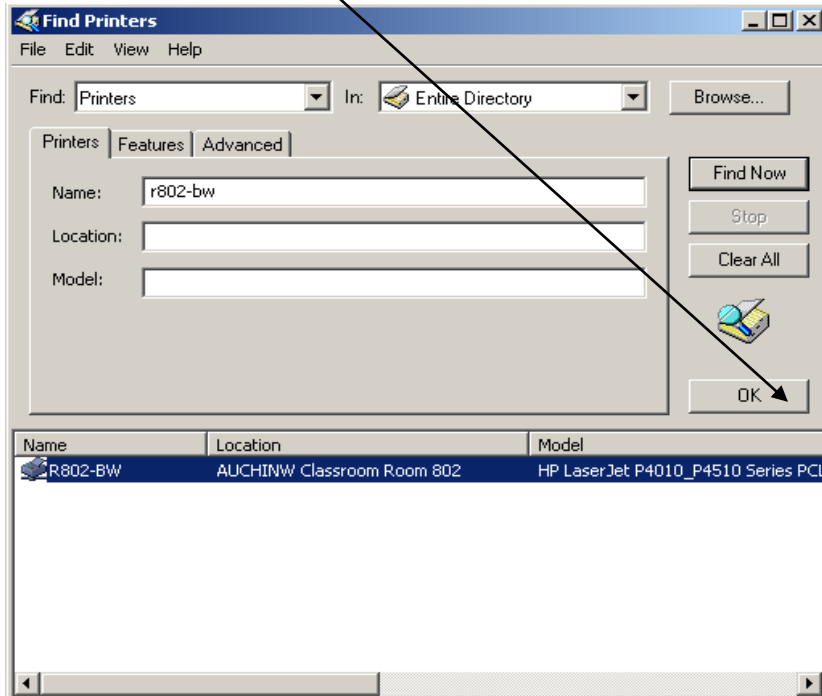 Find Printers
File Edit View Help
Find: Printers In: Entire Directory Browse...
Printers Features Advanced
Name: r802-bw
Location:
Model:
Find Now
Stop
Clear All
OK
Name Location Model
R802-BW AUCHINW Classroom Room 802 HP LaserJet P4010_P4510 Series PCL